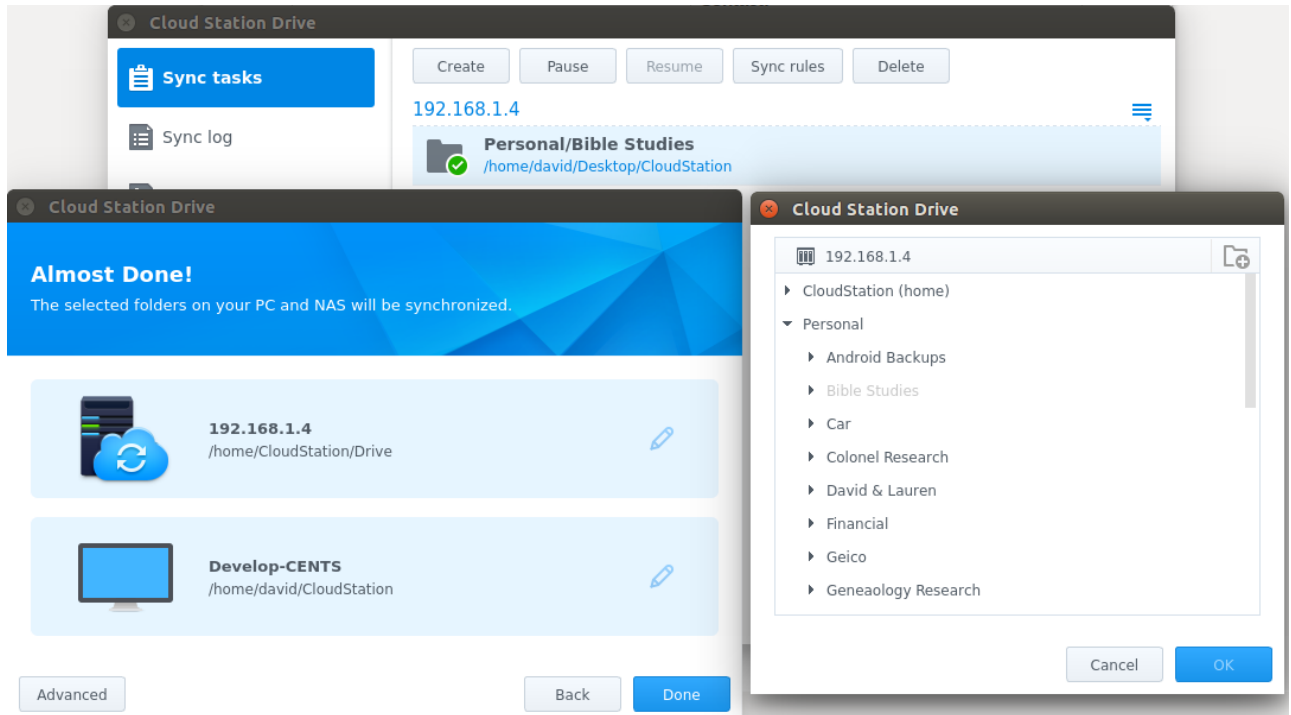 Cloud Station Drive
Sync tasks
Sync log
Create Pause Resume Sync rules Delete
192.168.1.4
Personal/Bible Studies
/home/david/Desktop/CloudStation
Cloud Station Drive
Almost Done!
The selected folders on your PC and NAS will be synchronized.
192.168.1.4
/home/CloudStation/Drive
Develop-CENTS
/home/david/CloudStation
Advanced Back Done
Cloud Station Drive
192.168.1.4
CloudStation (home)
Personal
Android Backups
Bible Studies
Car
Colonel Research
David & Lauren
Financial
Geico
Geneaology Research
Cancel OK